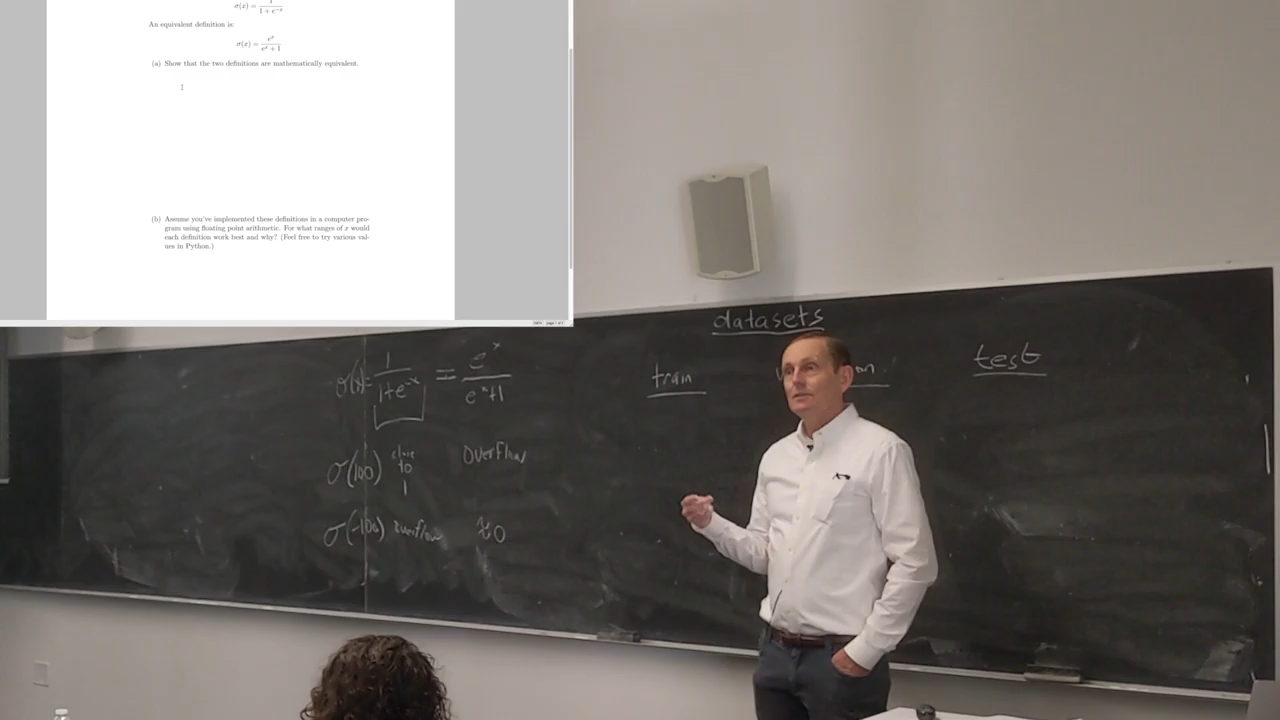 σ(x) = 1/(1 + e^{-x})
An equivalent definition is:
σ(x) = e^x/(e^x + 1)
(a) Show that the two definitions are mathematically equivalent.
(b) Assume you've implemented these definitions in a computer pro-
gram using floating point arithmetic. For what ranges of x would
each definition work best and why? (Feel free to try various val-
ues in Python.)
datasets
train
test
σ(x)= 1/(1+e^{-x}) = e^x/(e^x+1)
σ(100) close to 1 overflow
σ(-100) overflow ≈0